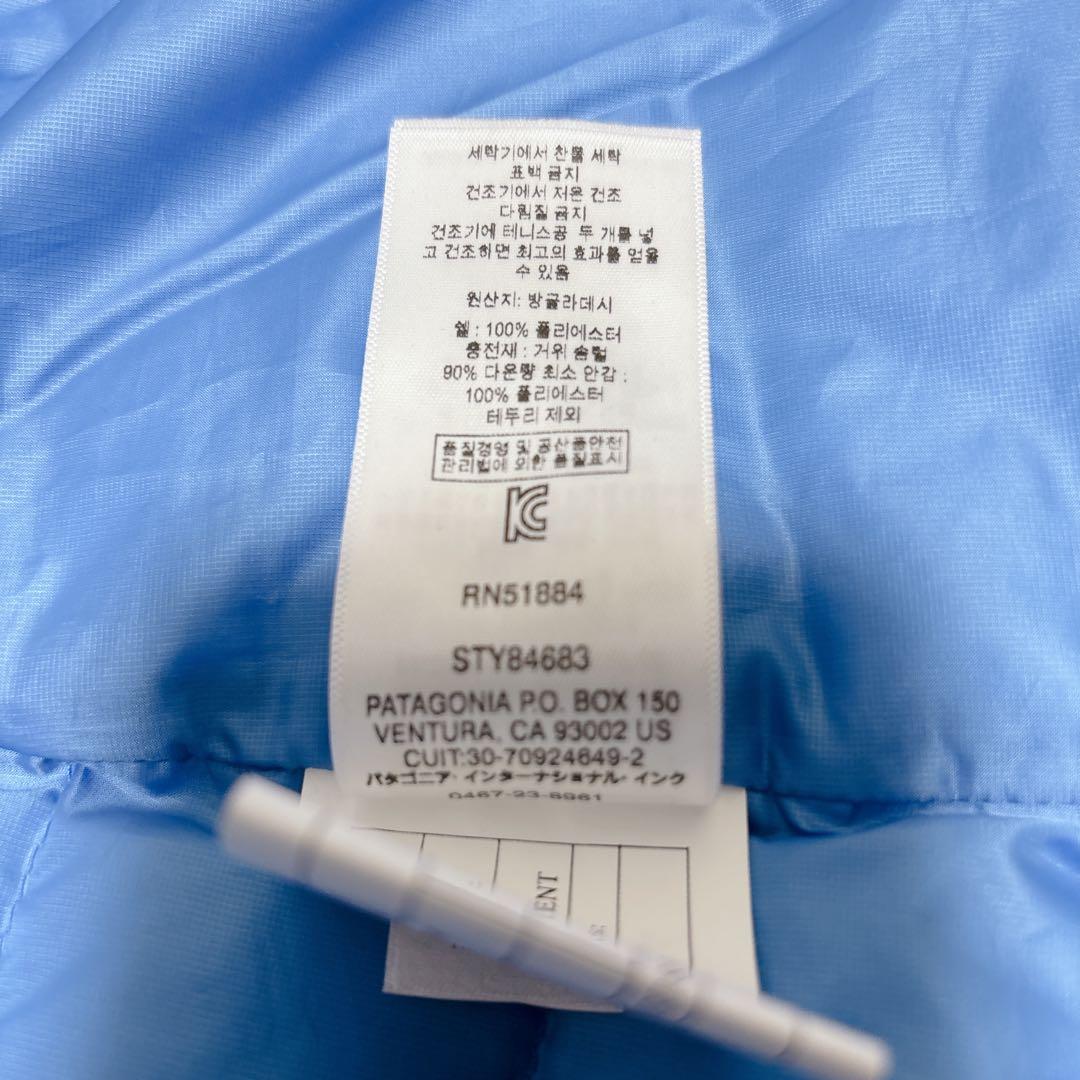 세탁기에서 찬물 세탁
표백 금지
건조기에서 저온 건조
다림질 금지
건조기에 테니스공 두 개를 넣
고 건조하면 최고의 효과를 얻을
수 있음
원산지: 방글라데시
쉘 : 100% 폴리에스터
충전재 : 거위 솜털
90% 다운량 최소 안감 :
100% 폴리에스터
테두리 제외
품질경영 및 공산품안전
관리법에 의한 품질표시
KC
RN51884
STY84683
PATAGONIA P.O. BOX 150
VENTURA, CA 93002 US
CUIT:30-70924649-2
パタゴニア・インターナショナル・インク
0467-23-8961